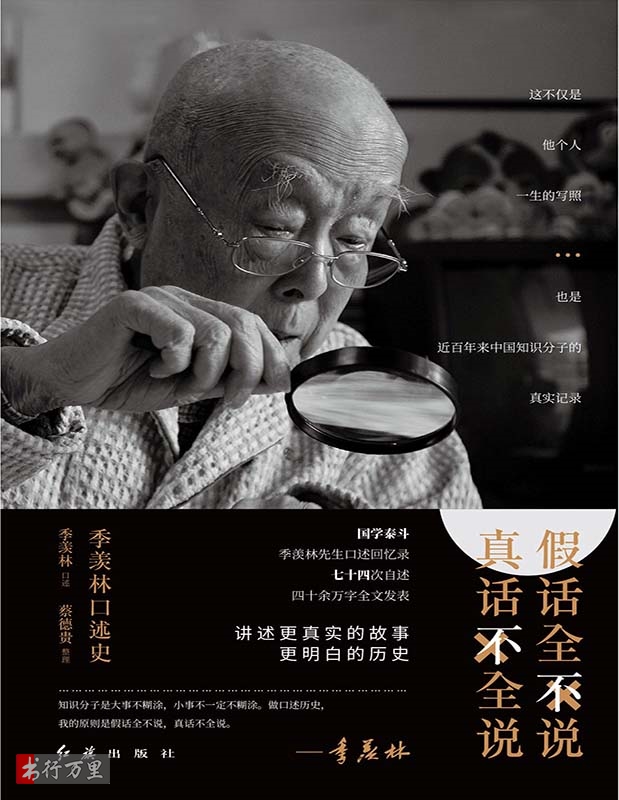 这不仅是
他个人
一生的写照
•••
也是
近百年来中国知识分子的
真实记录
假话全不说
真话不全说
国学泰斗
季羡林先生口述回忆录
七十四次自述
四十余万字全文发表
讲述更真实的故事
更明白的历史
季羡林口述史
季羡林 口述
蔡德贵 整理
知识分子是大事不糊涂，小事不一定不糊涂。做口述历史，
我的原则是假话全不说，真话不全说。
——季羡林
红旗出版社
书行万里